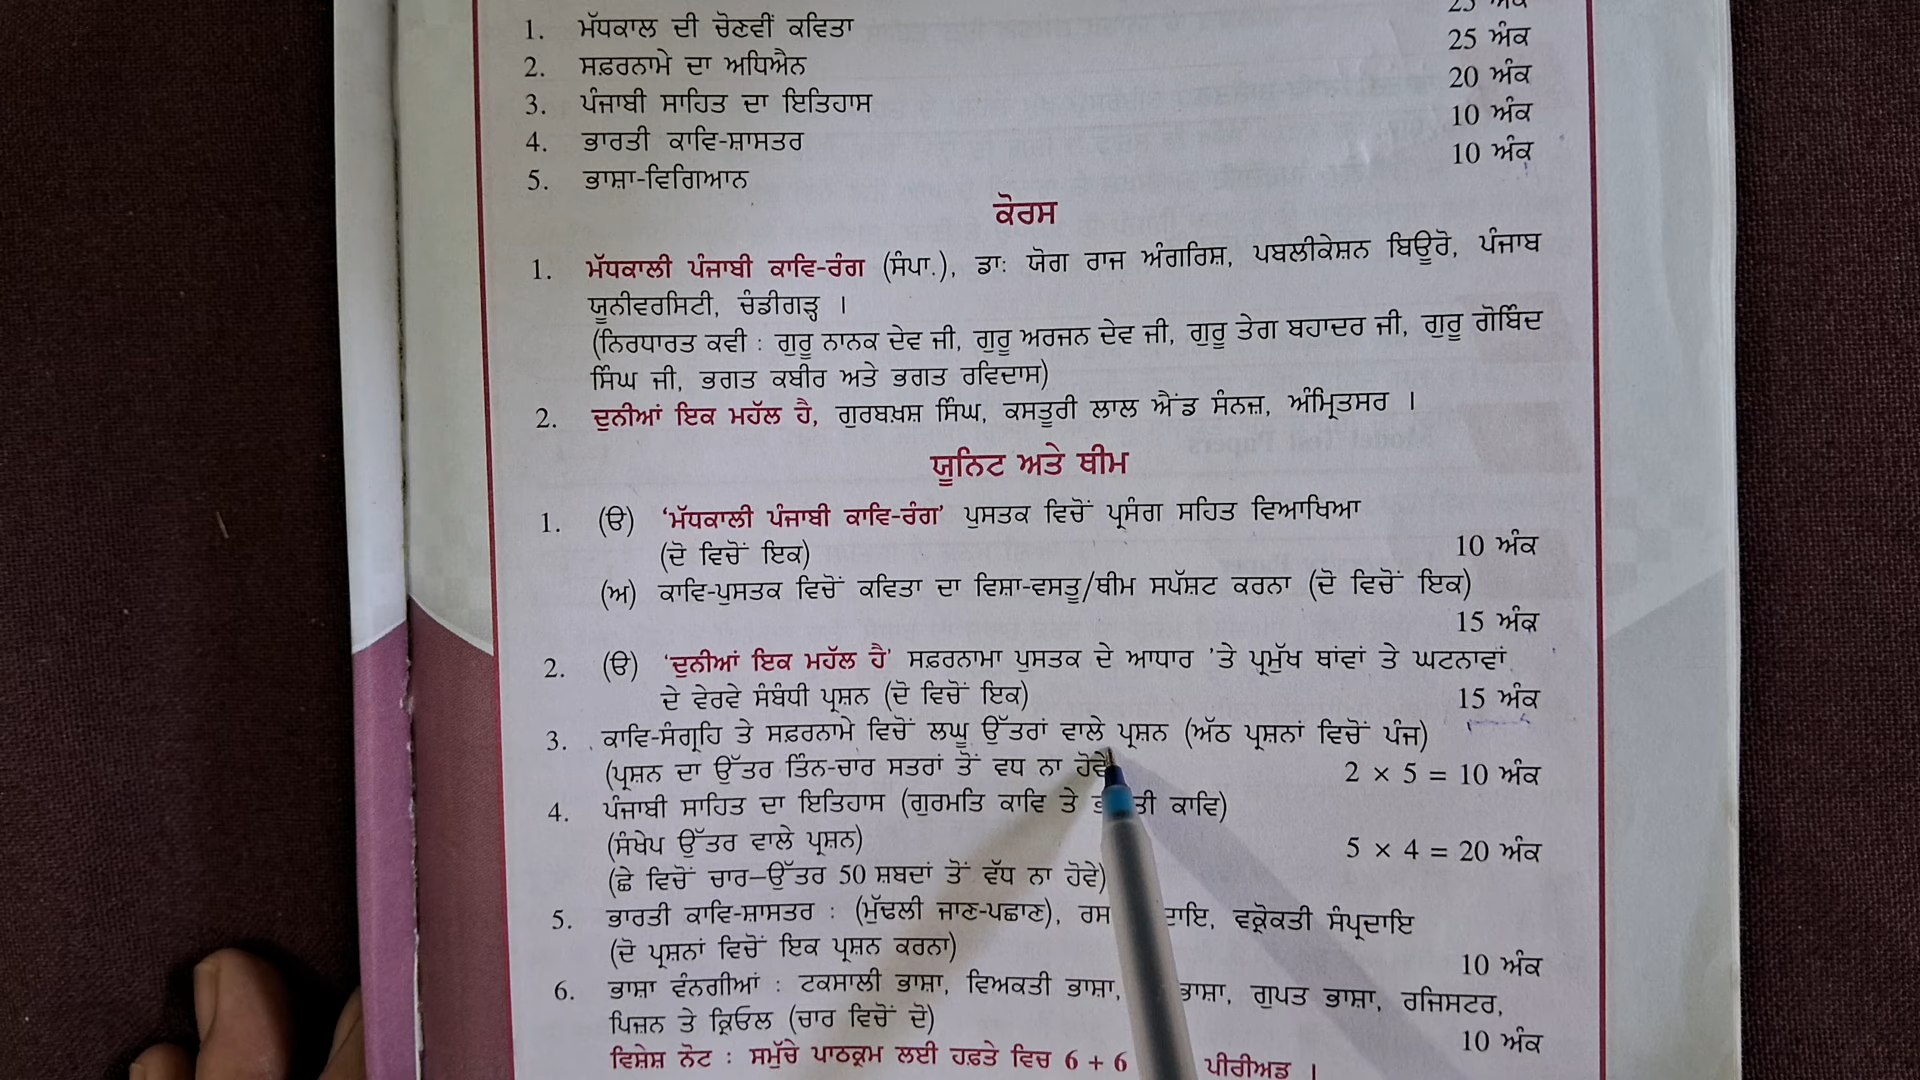 1. ਮੱਧਕਾਲ ਦੀ ਚੋਣਵੀਂ ਕਵਿਤਾ 25 ਅੰਕ
2. ਸਫ਼ਰਨਾਮੇ ਦਾ ਅਧਿਐਨ 25 ਅੰਕ
3. ਪੰਜਾਬੀ ਸਾਹਿਤ ਦਾ ਇਤਿਹਾਸ 20 ਅੰਕ
4. ਭਾਰਤੀ ਕਾਵਿ-ਸ਼ਾਸਤਰ 10 ਅੰਕ
5. ਭਾਸ਼ਾ-ਵਿਗਿਆਨ 10 ਅੰਕ
ਕੋਰਸ
1. ਮੱਧਕਾਲੀ ਪੰਜਾਬੀ ਕਾਵਿ-ਰੰਗ (ਸੰਪਾ.), ਡਾਃ ਯੋਗ ਰਾਜ ਅੰਗਰਿਸ਼, ਪਬਲੀਕੇਸ਼ਨ ਬਿਊਰੋ, ਪੰਜਾਬ
ਯੂਨੀਵਰਸਿਟੀ, ਚੰਡੀਗੜ੍ਹ ।
(ਨਿਰਧਾਰਤ ਕਵੀ : ਗੁਰੂ ਨਾਨਕ ਦੇਵ ਜੀ, ਗੁਰੂ ਅਰਜਨ ਦੇਵ ਜੀ, ਗੁਰੂ ਤੇਗ ਬਹਾਦਰ ਜੀ, ਗੁਰੂ ਗੋਬਿੰਦ
ਸਿੰਘ ਜੀ, ਭਗਤ ਕਬੀਰ ਅਤੇ ਭਗਤ ਰਵਿਦਾਸ)
2. ਦੁਨੀਆਂ ਇਕ ਮਹੱਲ ਹੈ, ਗੁਰਬਖ਼ਸ਼ ਸਿੰਘ, ਕਸਤੂਰੀ ਲਾਲ ਐਂਡ ਸੰਨਜ਼, ਅੰਮ੍ਰਿਤਸਰ ।
ਯੂਨਿਟ ਅਤੇ ਥੀਮ
1. (ੳ) ‘ਮੱਧਕਾਲੀ ਪੰਜਾਬੀ ਕਾਵਿ-ਰੰਗ’ ਪੁਸਤਕ ਵਿਚੋਂ ਪ੍ਰਸੰਗ ਸਹਿਤ ਵਿਆਖਿਆ
(ਦੋ ਵਿਚੋਂ ਇਕ) 10 ਅੰਕ
(ਅ) ਕਾਵਿ-ਪੁਸਤਕ ਵਿਚੋਂ ਕਵਿਤਾ ਦਾ ਵਿਸ਼ਾ-ਵਸਤੂ/ਥੀਮ ਸਪੱਸ਼ਟ ਕਰਨਾ (ਦੋ ਵਿਚੋਂ ਇਕ)
15 ਅੰਕ
2. (ੳ) ‘ਦੁਨੀਆਂ ਇਕ ਮਹੱਲ ਹੈ’ ਸਫ਼ਰਨਾਮਾ ਪੁਸਤਕ ਦੇ ਆਧਾਰ ’ਤੇ ਪ੍ਰਮੁੱਖ ਥਾਂਵਾਂ ਤੇ ਘਟਨਾਵਾਂ
ਦੇ ਵੇਰਵੇ ਸੰਬੰਧੀ ਪ੍ਰਸ਼ਨ (ਦੋ ਵਿਚੋਂ ਇਕ) 15 ਅੰਕ
3. ਕਾਵਿ-ਸੰਗ੍ਰਹਿ ਤੇ ਸਫ਼ਰਨਾਮੇ ਵਿਚੋਂ ਲਘੂ ਉੱਤਰਾਂ ਵਾਲੇ ਪ੍ਰਸ਼ਨ (ਅੱਠ ਪ੍ਰਸ਼ਨਾਂ ਵਿਚੋਂ ਪੰਜ)
(ਪ੍ਰਸ਼ਨ ਦਾ ਉੱਤਰ ਤਿੰਨ-ਚਾਰ ਸਤਰਾਂ ਤੋਂ ਵਧ ਨਾ ਹੋਵੇ 2 × 5 = 10 ਅੰਕ
4. ਪੰਜਾਬੀ ਸਾਹਿਤ ਦਾ ਇਤਿਹਾਸ (ਗੁਰਮਤਿ ਕਾਵਿ ਤੇ ਕਾਵਿ)
(ਸੰਖੇਪ ਉੱਤਰ ਵਾਲੇ ਪ੍ਰਸ਼ਨ) 5 × 4 = 20 ਅੰਕ
(ਛੇ ਵਿਚੋਂ ਚਾਰ–ਉੱਤਰ 50 ਸ਼ਬਦਾਂ ਤੋਂ ਵੱਧ ਨਾ ਹੋਵੇ)
5. ਭਾਰਤੀ ਕਾਵਿ-ਸ਼ਾਸਤਰ : (ਮੁੱਢਲੀ ਜਾਣ-ਪਛਾਣ), ਰਸ ਵਕ੍ਰੋਕਤੀ ਸੰਪ੍ਰਦਾਇ
(ਦੋ ਪ੍ਰਸ਼ਨਾਂ ਵਿਚੋਂ ਇਕ ਪ੍ਰਸ਼ਨ ਕਰਨਾ) 10 ਅੰਕ
6. ਭਾਸ਼ਾ ਵੰਨਗੀਆਂ : ਟਕਸਾਲੀ ਭਾਸ਼ਾ, ਵਿਅਕਤੀ ਭਾਸ਼ਾ, ਭਾਸ਼ਾ, ਗੁਪਤ ਭਾਸ਼ਾ, ਰਜਿਸਟਰ,
ਪਿਜ਼ਨ ਤੇ ਕ੍ਰਿਓਲ (ਚਾਰ ਵਿਚੋਂ ਦੋ) 10 ਅੰਕ
ਵਿਸ਼ੇਸ਼ ਨੋਟ : ਸਮੁੱਚੇ ਪਾਠਕ੍ਰਮ ਲਈ ਹਫ਼ਤੇ ਵਿਚ 6 + 6 ਪੀਰੀਅਡ ।